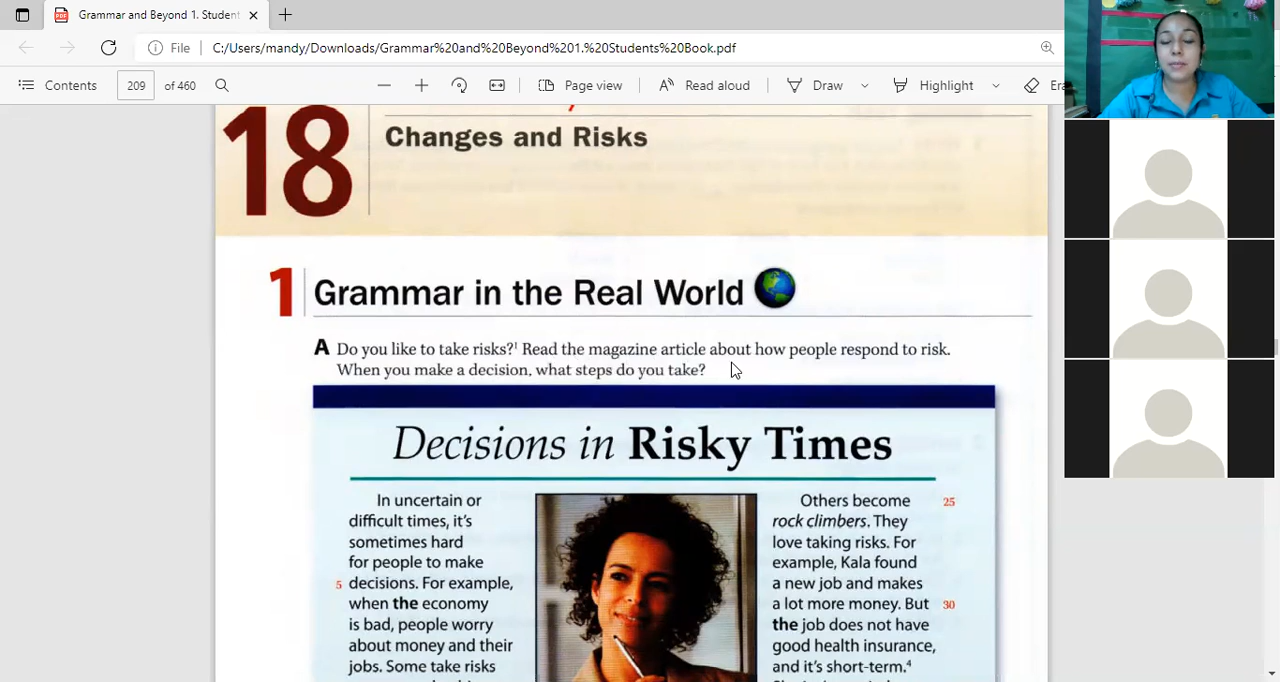 Grammar and Beyond 1. Student
File
C:/Users/mandy/Downloads/Grammar%20and%20Beyond%201.%20Students%20Book.pdf
Contents
209 of 460
Page view
Read aloud
Draw
Highlight
18
Changes and Risks
1 Grammar in the Real World
A Do you like to take risks?¹ Read the magazine article about how people respond to risk.
When you make a decision, what steps do you take?
Decisions in Risky Times
In uncertain or
difficult times, it's
sometimes hard
for people to make
5 decisions. For example,
when the economy
is bad, people worry
about money and their
jobs. Some take risks
Others become 25
rock climbers. They
love taking risks. For
example, Kala found
a new job and makes
a lot more money. But 30
the job does not have
good health insurance,
and it's short-term.⁴